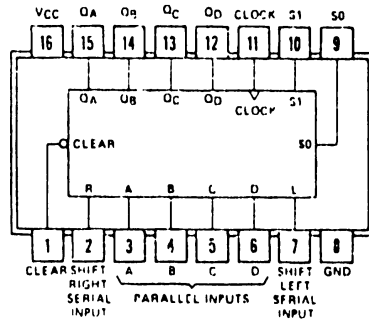 VCC QA QB QC QD CLOCK S1 S0
16 15 14 13 12 11 10 9
QA QB QC QD CLOCK S1
CLEAR S0
R A B C D L
1 2 3 4 5 6 7 8
CLEAR SHIFT RIGHT SERIAL INPUT A B C D SHIFT LEFT SERIAL INPUT GND
PARALLEL INPUTS